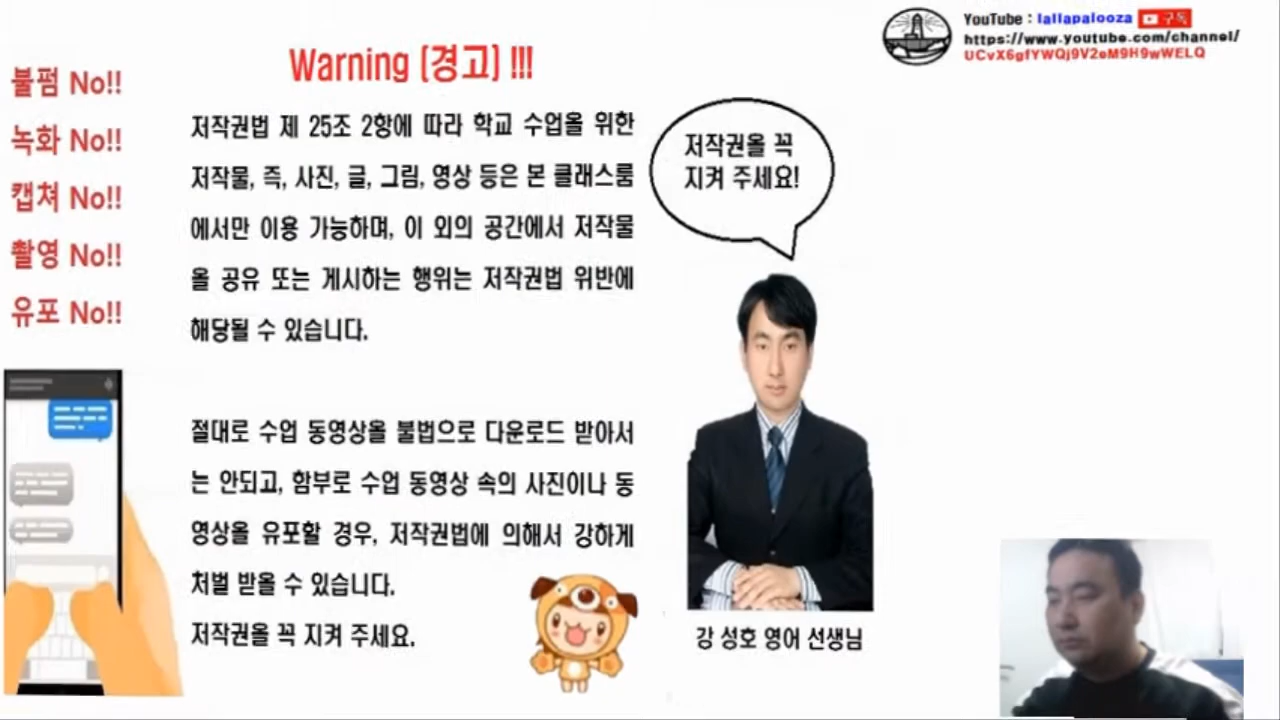 YouTube : lallapalooza 구독
https://www.youtube.com/channel/
UCvX6gfYWQj9V2eM9H9wWELQ
Warning (경고) !!!
불펌 No!!
녹화 No!!
캡쳐 No!!
촬영 No!!
유포 No!!
저작권법 제 25조 2항에 따라 학교 수업을 위한
저작물, 즉, 사진, 글, 그림, 영상 등은 본 클래스룸
에서만 이용 가능하며, 이 외의 공간에서 저작물
을 공유 또는 게시하는 행위는 저작권법 위반에
해당될 수 있습니다.
절대로 수업 동영상을 불법으로 다운로드 받아서
는 안되고, 함부로 수업 동영상 속의 사진이나 동
영상을 유포할 경우, 저작권법에 의해서 강하게
처벌 받을 수 있습니다.
저작권을 꼭 지켜 주세요.
저작권을 꼭
지켜 주세요!
강 성호 영어 선생님